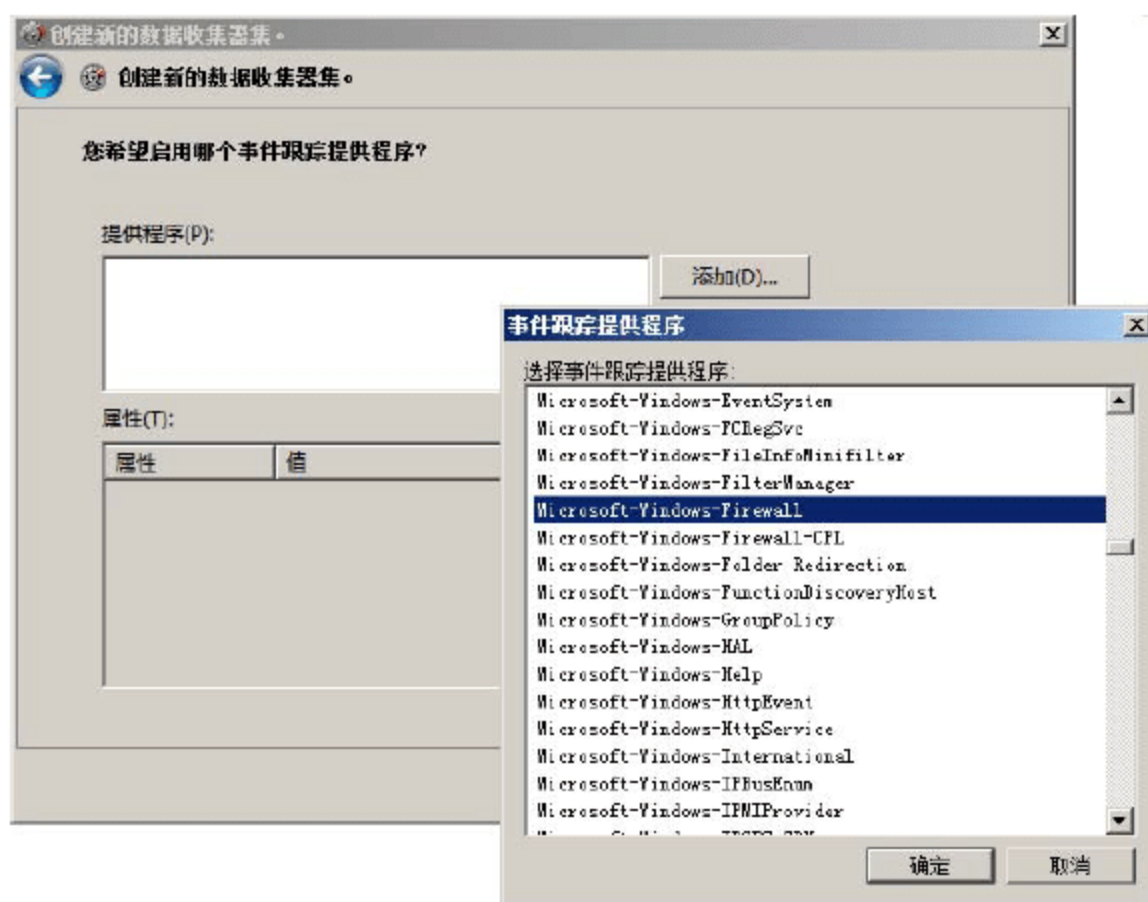 创建新的数据收集器集。
创建新的数据收集器集。
您希望启用哪个事件跟踪提供程序?
提供程序(P):
添加(D)...
属性(T):
属性 值
事件跟踪提供程序
选择事件跟踪提供程序:
Microsoft-Windows-EventSystem
Microsoft-Windows-FCRegSvc
Microsoft-Windows-FileInfoMinifilter
Microsoft-Windows-FilterManager
Microsoft-Windows-Firewall
Microsoft-Windows-Firewall-CPL
Microsoft-Windows-Folder Redirection
Microsoft-Windows-FunctionDiscoveryHost
Microsoft-Windows-GroupPolicy
Microsoft-Windows-HAL
Microsoft-Windows-Help
Microsoft-Windows-HttpEvent
Microsoft-Windows-HttpService
Microsoft-Windows-International
Microsoft-Windows-IPBusEnum
Microsoft-Windows-IPMIProvider
确定 取消